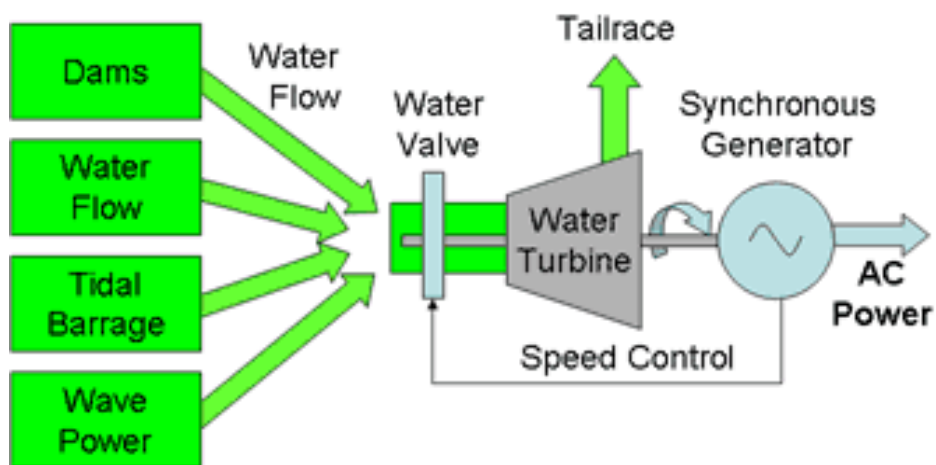 Dams
Water
Flow
Tidal
Barrage
Wave
Power
Water
Flow
Water
Valve
Tailrace
Water
Turbine
Synchronous
Generator
AC
Power
Speed Control